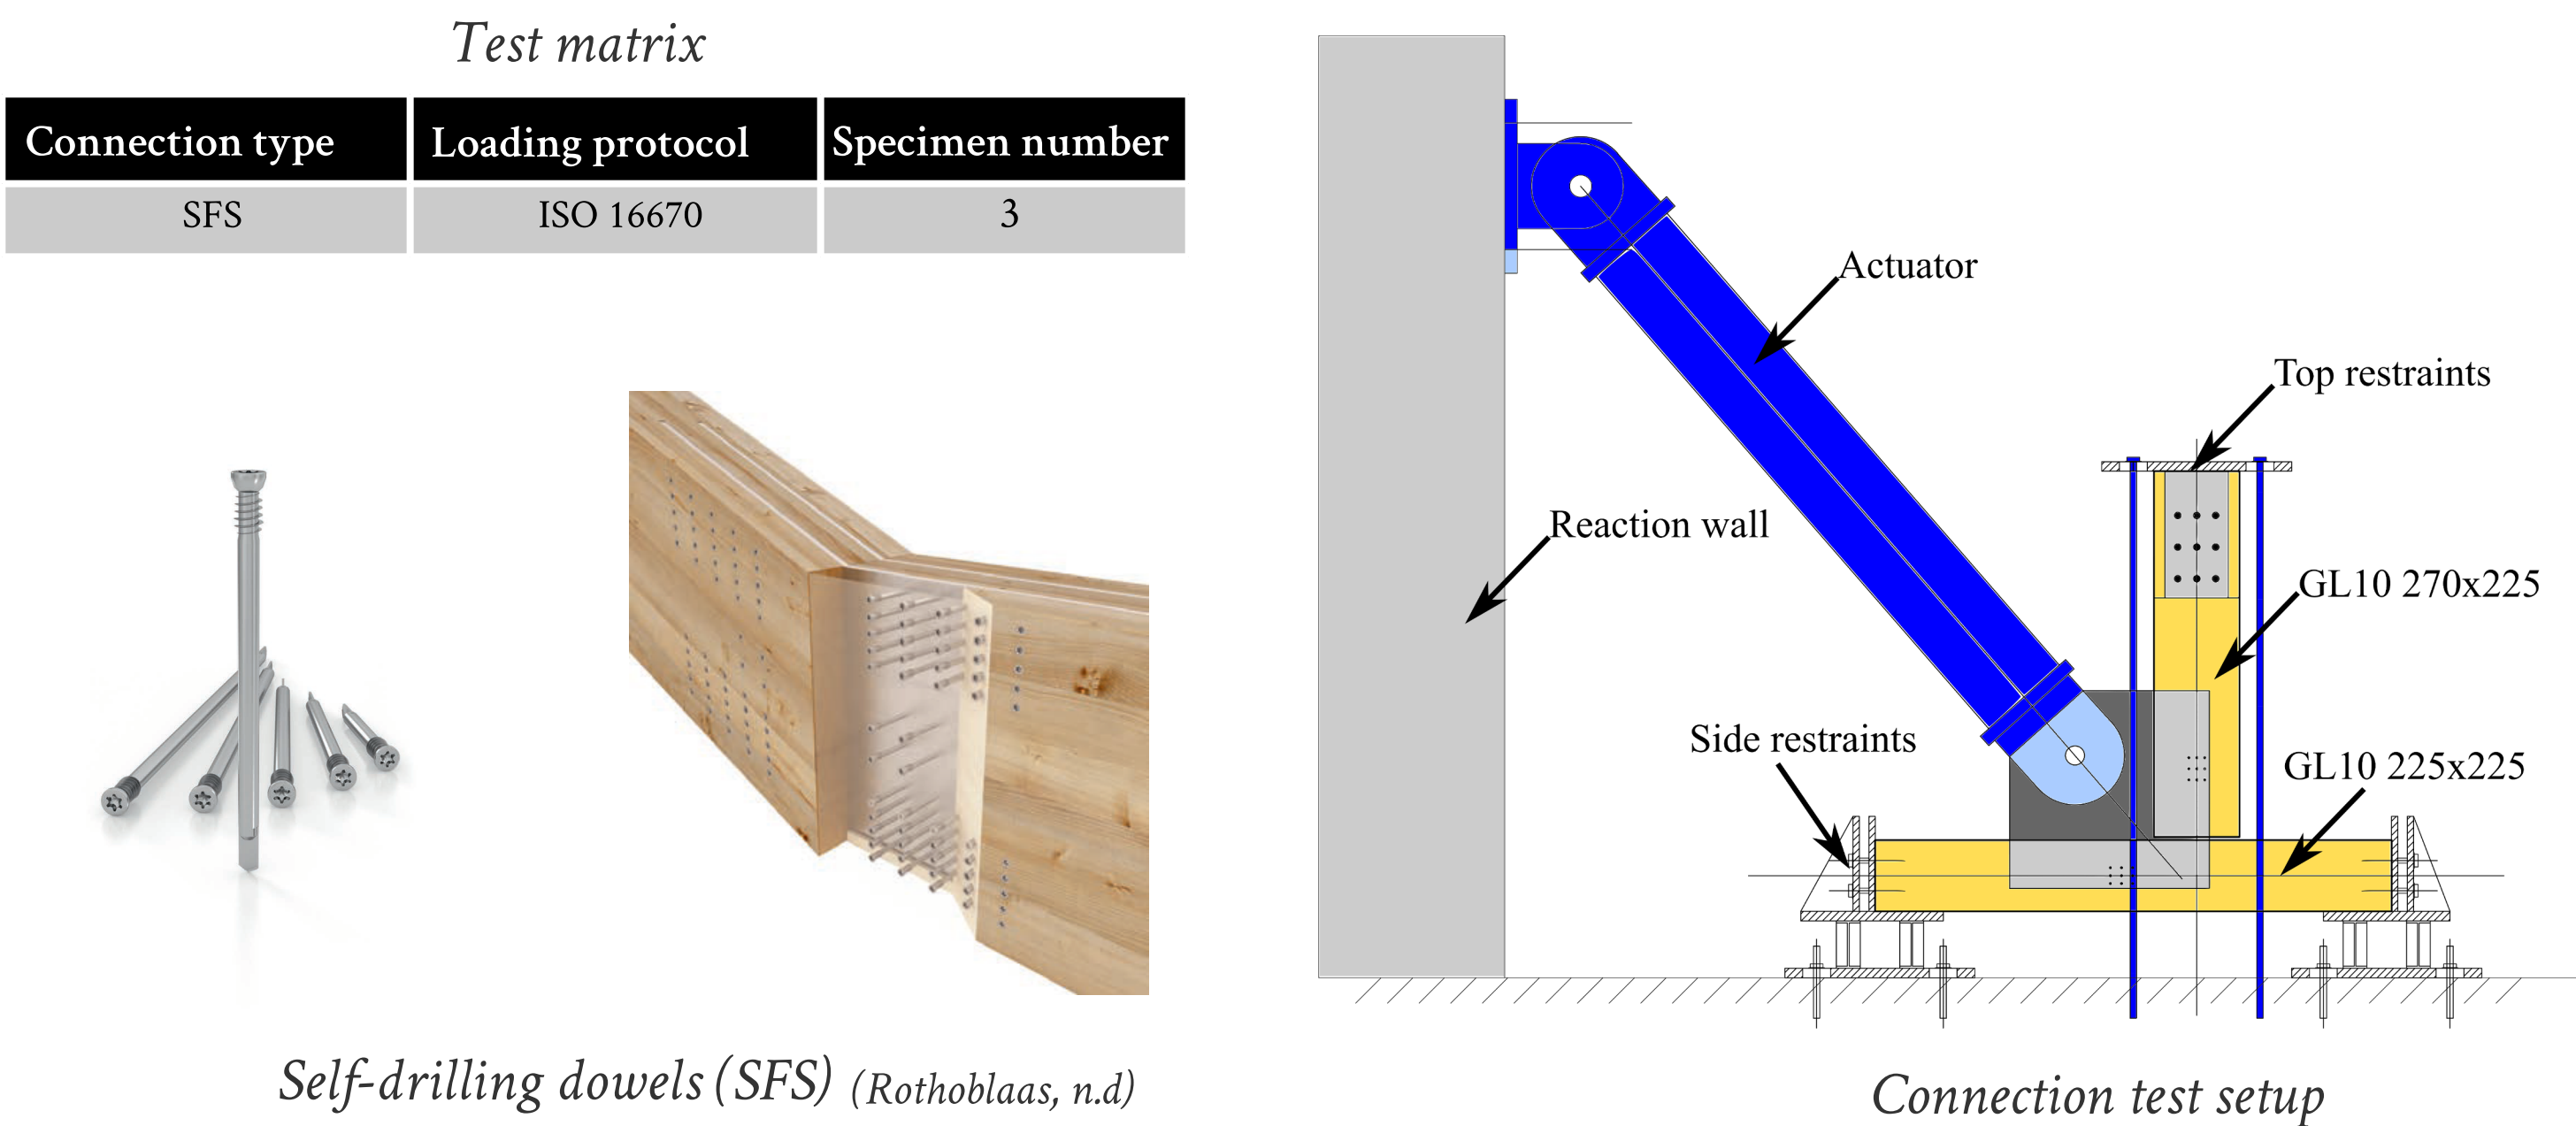 Test matrix
Connection type Loading protocol Specimen number
SFS ISO 16670 3
Self-drilling dowels (SFS) (Rothoblaas, n.d)
Actuator
Top restraints
Reaction wall
GL10 270x225
Side restraints
GL10 225x225
Connection test setup